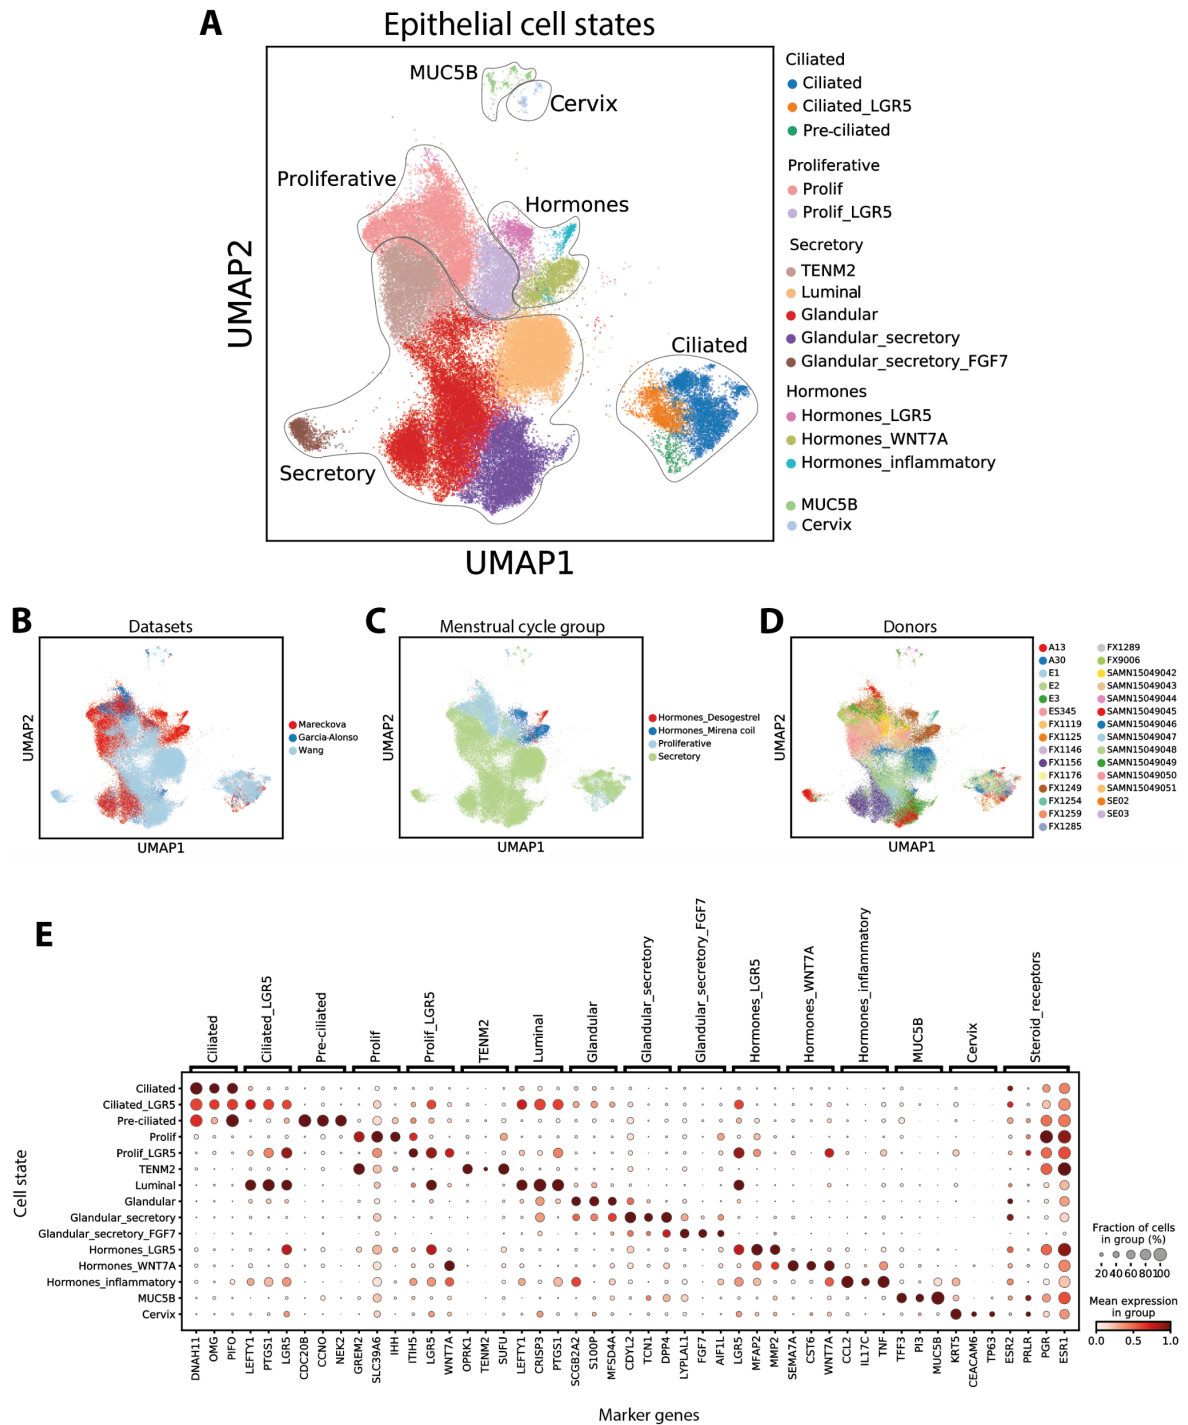 A
Epithelial cell states
MUC5B
Cervix
Proliferative
Hormones
Ciliated
Secretory
UMAP2
UMAP1
Ciliated
Ciliated
Ciliated_LGR5
Pre-ciliated
Proliferative
Prolif
Prolif_LGR5
Secretory
TENM2
Luminal
Glandular
Glandular_secretory
Glandular_secretory_FGF7
Hormones
Hormones_LGR5
Hormones_WNT7A
Hormones_inflammatory
MUC5B
Cervix
B
Datasets
UMAP2
UMAP1
Mareckova
Garcia-Alonso
Wang
C
Menstrual cycle group
UMAP2
UMAP1
Hormones_Desogestrel
Hormones_Mirena coil
Proliferative
Secretory
D
Donors
UMAP2
UMAP1
A13
A30
E1
E2
E3
ES345
FX1119
FX1125
FX1146
FX1156
FX1176
FX1249
FX1254
FX1259
FX1285
FX1289
FX9006
SAMN15049042
SAMN15049043
SAMN15049044
SAMN15049045
SAMN15049046
SAMN15049047
SAMN15049048
SAMN15049049
SAMN15049050
SAMN15049051
SE02
SE03
E
Ciliated
Ciliated_LGR5
Pre-ciliated
Prolif
Prolif_LGR5
TENM2
Luminal
Glandular
Glandular_secretory
Glandular_secretory_FGF7
Hormones_LGR5
Hormones_WNT7A
Hormones_inflammatory
MUC5B
Cervix
Steroid_receptors
Cell state
Ciliated
Ciliated_LGR5
Pre-ciliated
Prolif
Prolif_LGR5
TENM2
Luminal
Glandular
Glandular_secretory
Glandular_secretory_FGF7
Hormones_LGR5
Hormones_WNT7A
Hormones_inflammatory
MUC5B
Cervix
DNAH11
OMG
PIFO
LEFTY1
PTGS1
LGR5
CDC20B
CCNO
NEK2
GREM2
SLC39A6
IHH
ITIH5
LGR5
WNT7A
OPRK1
TENM2
SUFU
LEFTY1
CRISP3
PTGS1
SCGB2A2
S100P
MFSD4A
CDYL2
TCN1
DPP4
LYPLAL1
FGF7
AIF1L
LGR5
MFAP2
MMP2
SEMA7A
CST6
WNT7A
CCL2
IL17C
TNF
TFF3
PI3
MUC5B
KRT5
CEACAM6
TP63
ESR2
PRLR
PGR
ESR1
Marker genes
Fraction of cells
in group (%)
20 40 60 80100
Mean expression
in group
0.0 0.5 1.0